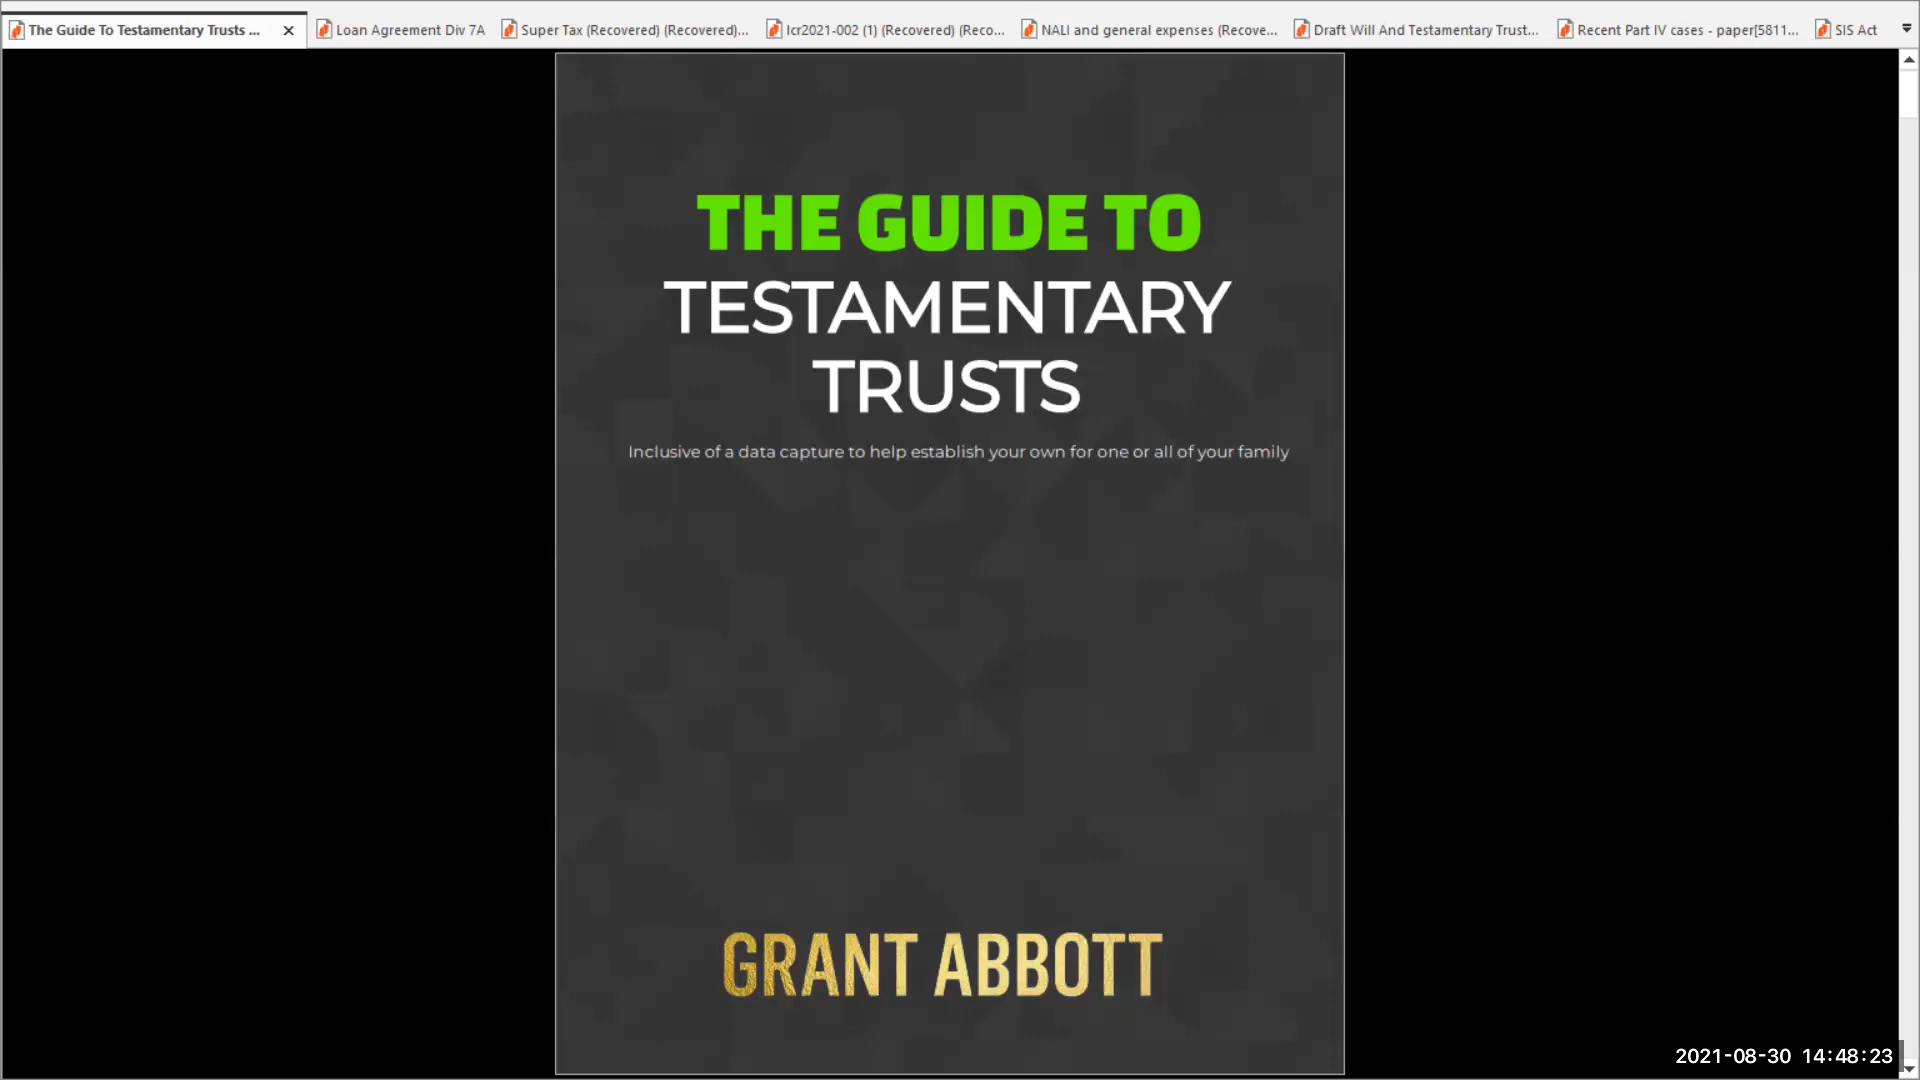 The Guide To Testamentary Trusts ...
Loan Agreement Div 7A
Super Tax (Recovered) (Recovered)...
lcr2021-002 (1) (Recovered) (Reco...
NALI and general expenses (Recove...
Draft Will And Testamentary Trust...
Recent Part IV cases - paper[5811...
SIS Act
THE GUIDE TO
TESTAMENTARY
TRUSTS
Inclusive of a data capture to help establish your own for one or all of your family
GRANT ABBOTT
2021-08-30 14:48:23